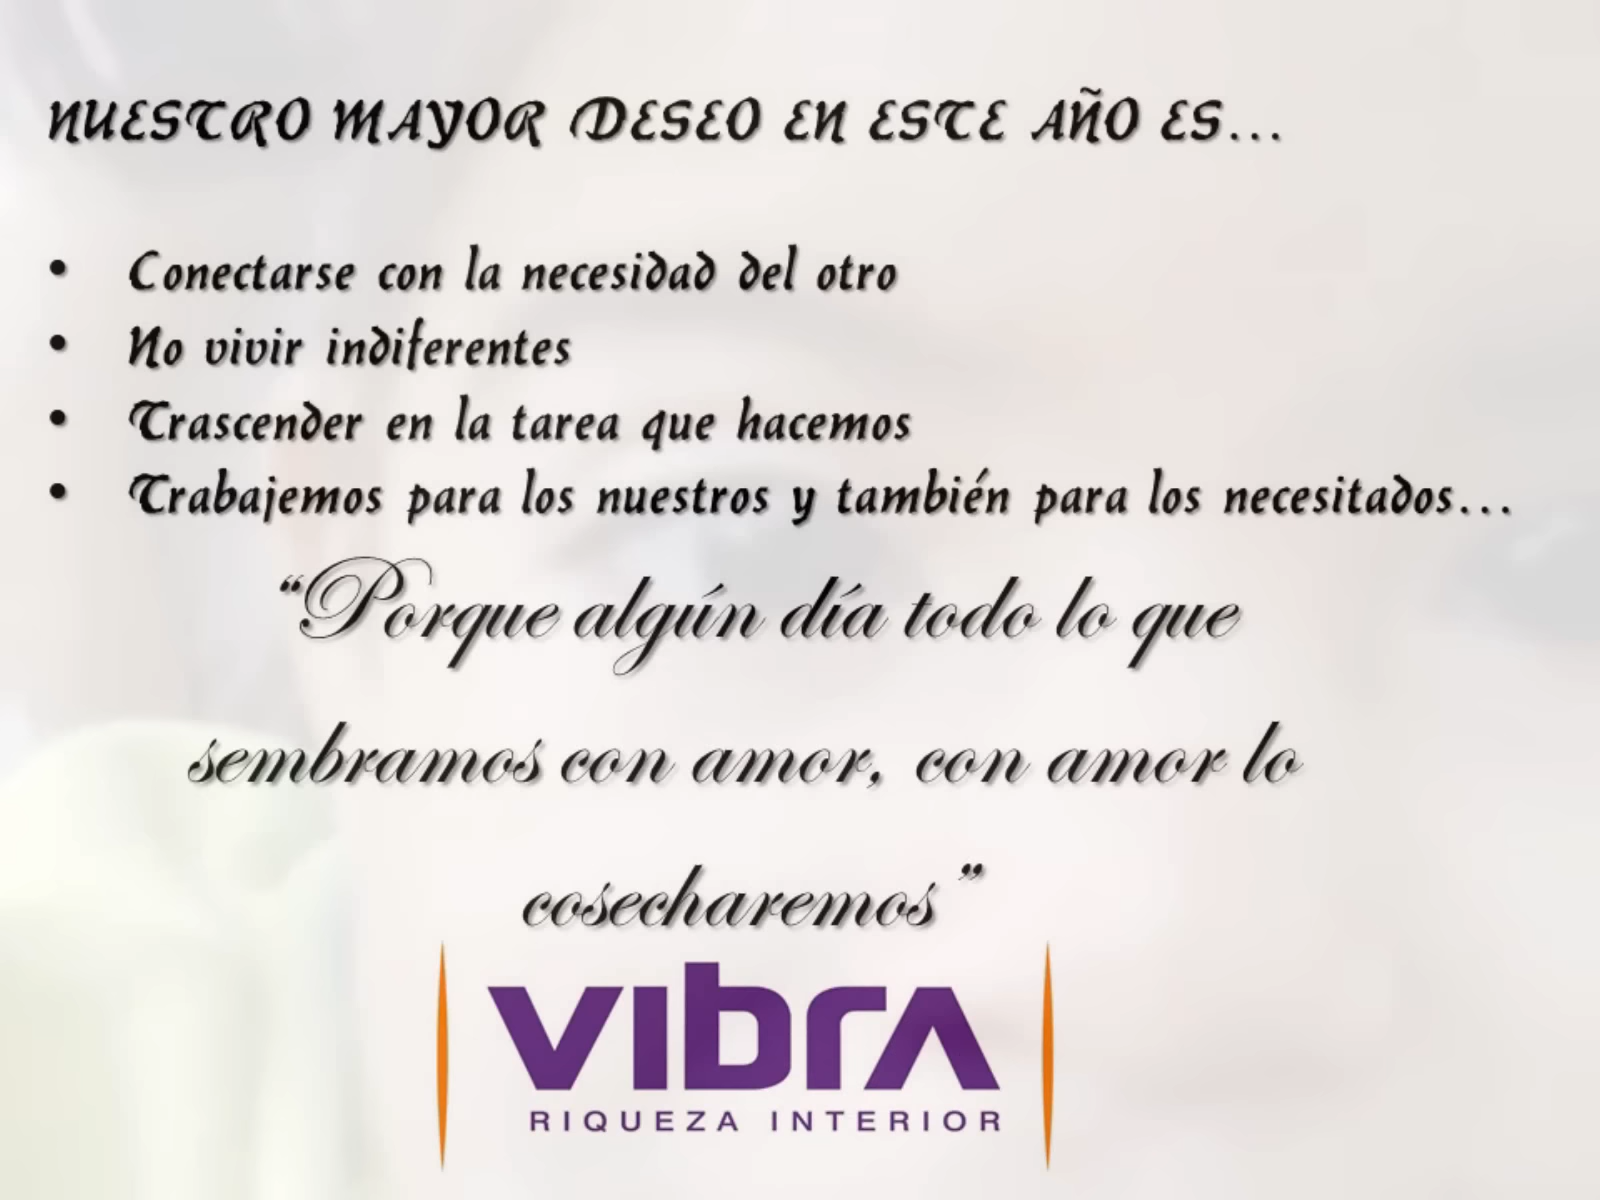 NUESTRO MAYOR DESEO EN ESTE AÑO ES...
• Conectarse con la necesidad del otro
• No vivir indiferentes
• Trascender en la tarea que hacemos
• Trabajemos para los nuestros y también para los necesitados...
“Porque algún día todo lo que
sembramos con amor, con amor lo
cosecharemos”
vibra
RIQUEZA INTERIOR